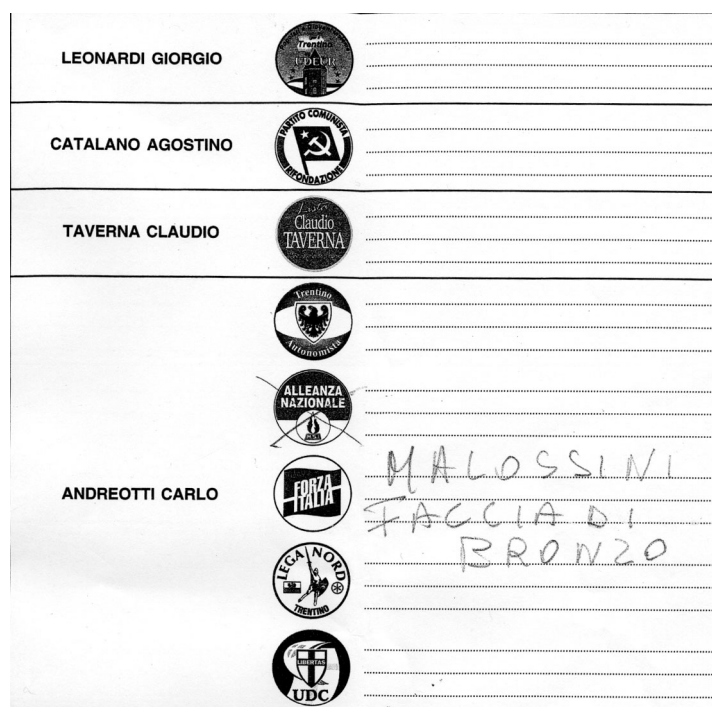 LEONARDI GIORGIO
Trentino
UDEUR
CATALANO AGOSTINO
PARTITO COMUNISTA
RIFONDAZIONE
TAVERNA CLAUDIO
Lista
Claudio
TAVERNA
Trentino
Autonomista
ALLEANZA
NAZIONALE
M.S.I.
ANDREOTTI CARLO
FORZA
ITALIA
MALOSSINI
FACCIA DI
BRONZO
LEGA NORD
TRENTINO
LIBERTAS
UDC